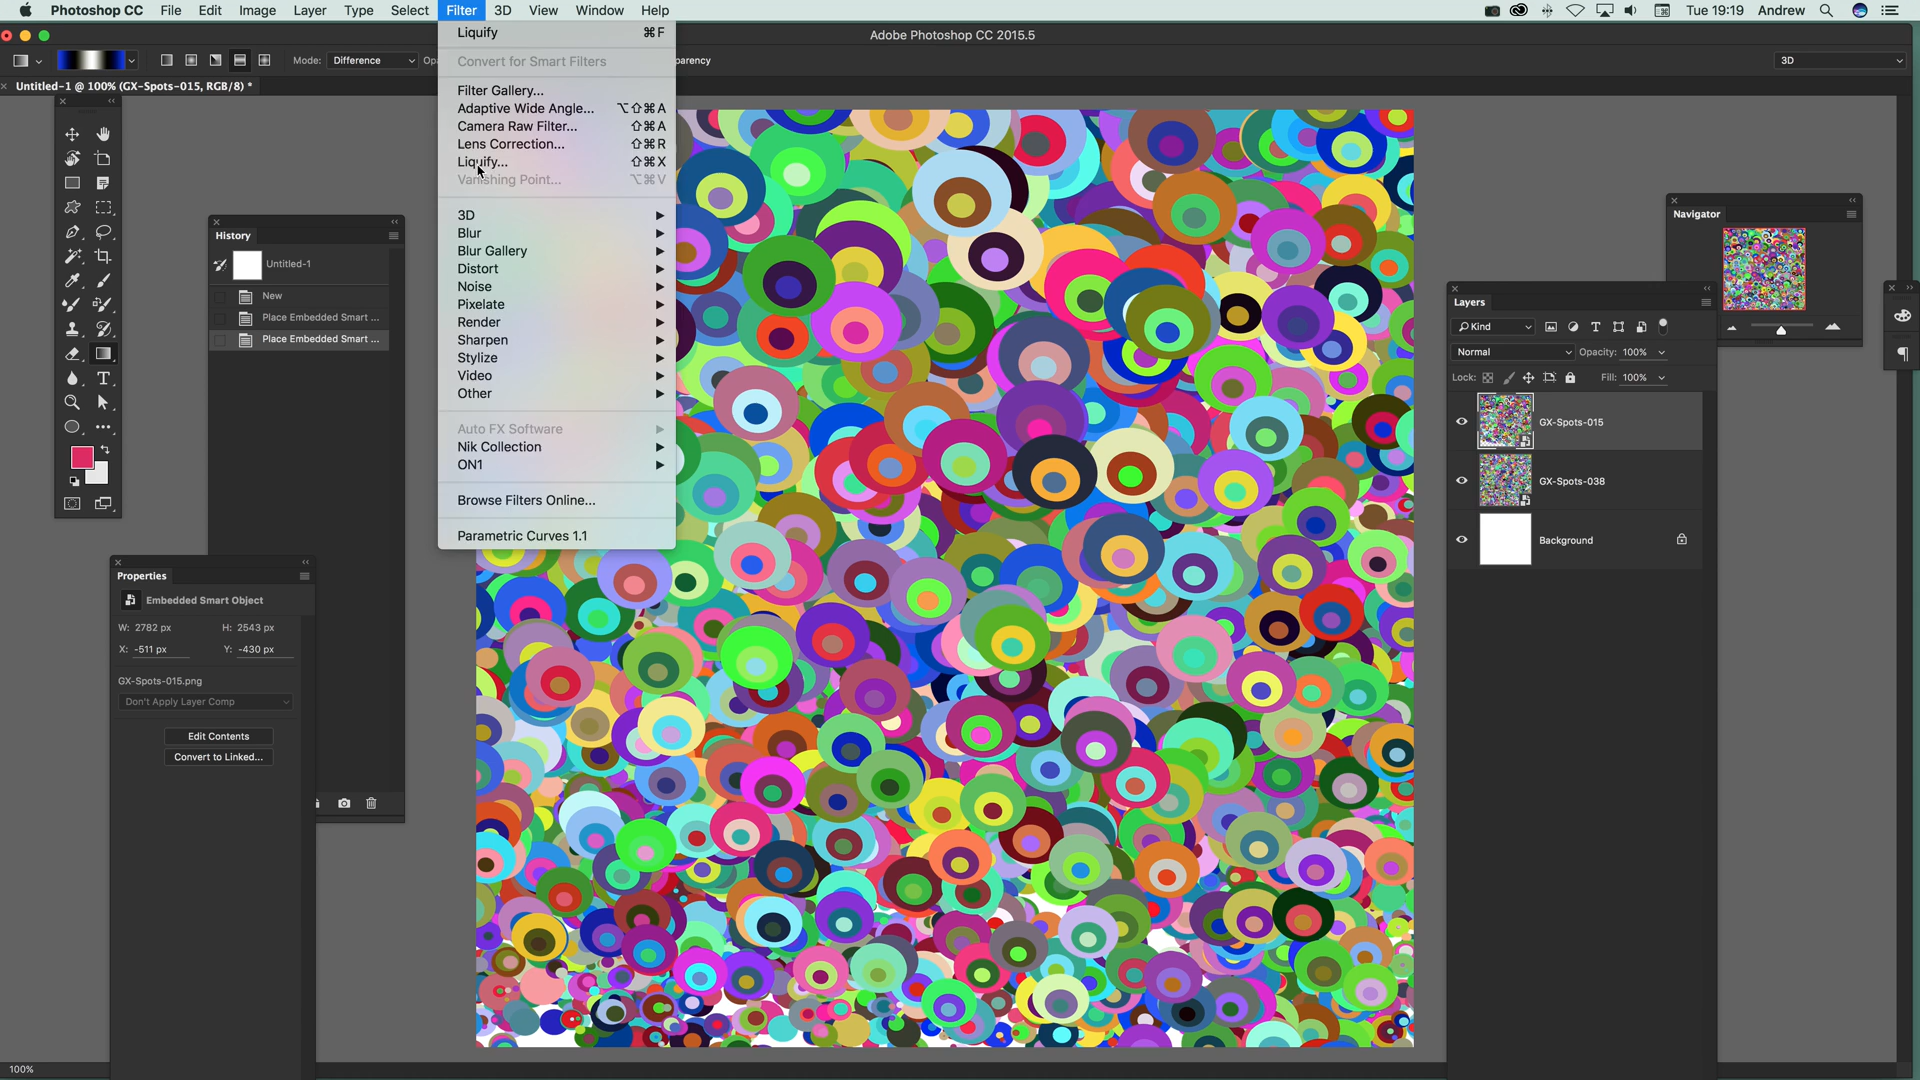 Photoshop CC File Edit Image Layer Type Select Filter 3D View Window Help
Tue 19:19 Andrew
Adobe Photoshop CC 2015.5
Mode: Difference Opa parency 3D
Untitled-1 @ 100% (GX-Spots-015, RGB/8) *
Liquify ⌘F
Convert for Smart Filters
Filter Gallery...
Adaptive Wide Angle... ⌥⇧⌘A
Camera Raw Filter... ⇧⌘A
Lens Correction... ⇧⌘R
Liquify... ⇧⌘X
Vanishing Point... ⌥⌘V
3D
Blur
Blur Gallery
Distort
Noise
Pixelate
Render
Sharpen
Stylize
Video
Other
Auto FX Software
Nik Collection
ON1
Browse Filters Online...
Parametric Curves 1.1
History
Untitled-1
New
Place Embedded Smart ...
Place Embedded Smart ...
Properties
Embedded Smart Object
W: 2782 px H: 2543 px
X: -511 px Y: -430 px
GX-Spots-015.png
Don't Apply Layer Comp
Edit Contents
Convert to Linked...
Navigator
Layers
Kind
Normal Opacity: 100%
Lock: Fill: 100%
GX-Spots-015
GX-Spots-038
Background
100%